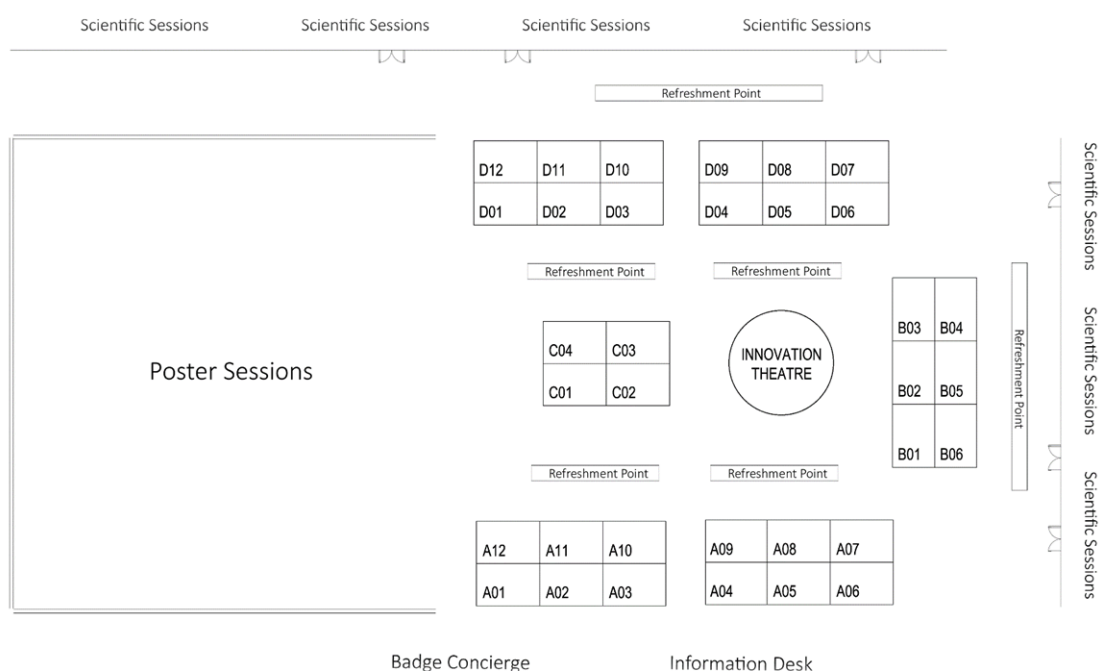 Scientific Sessions
Scientific Sessions
Scientific Sessions
Scientific Sessions
Refreshment Point
D12 D11 D10
D01 D02 D03
D09 D08 D07
D04 D05 D06
Refreshment Point
Refreshment Point
Poster Sessions
C04 C03
C01 C02
INNOVATION
THEATRE
B03 B04
B02 B05
B01 B06
Refreshment Point
Scientific Sessions
Scientific Sessions
Scientific Sessions
Refreshment Point
Refreshment Point
A12 A11 A10
A01 A02 A03
A09 A08 A07
A04 A05 A06
Badge Concierge
Information Desk